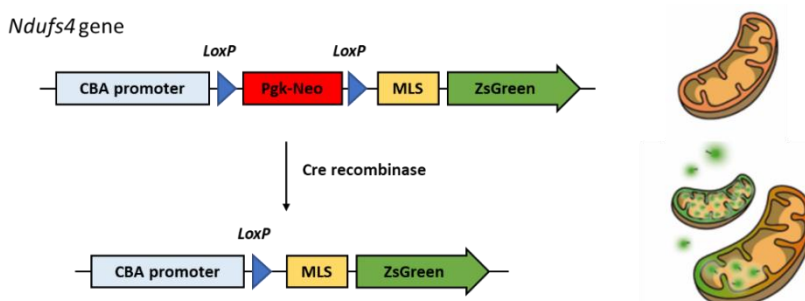 Ndufs4 gene
LoxP LoxP
CBA promoter Pgk-Neo MLS ZsGreen
Cre recombinase
LoxP
CBA promoter MLS ZsGreen